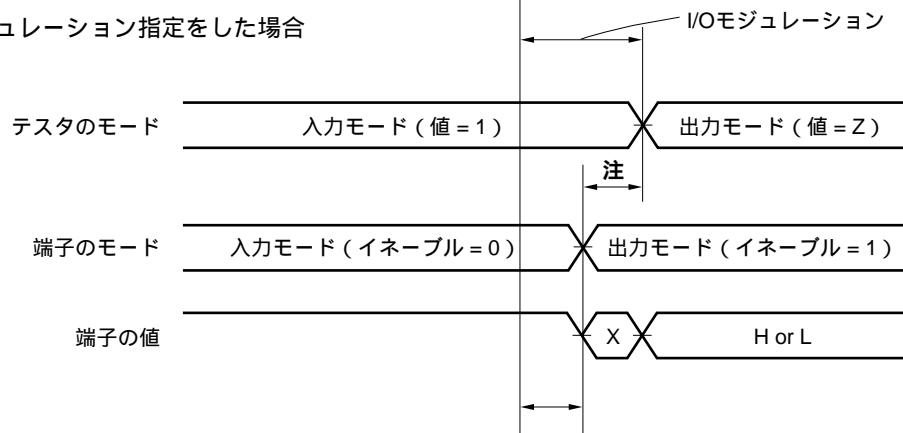 ュレーション指定をした場合
I/Oモジュレーション
テスタのモード
入力モード（値 = 1）
出力モード（値 = Z）
注
端子のモード
入力モード（イネーブル = 0）
出力モード（イネーブル = 1）
端子の値
X
H or L